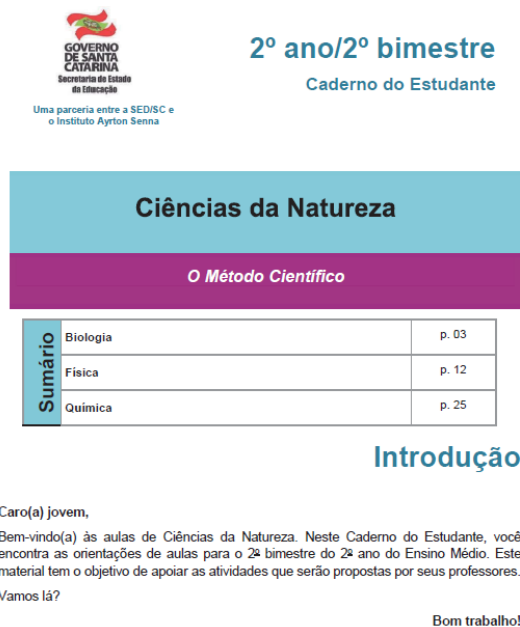 GOVERNO
DE SANTA
CATARINA
Secretaria de Estado
da Educação
Uma parceria entre a SED/SC e
o Instituto Ayrton Senna
2º ano/2º bimestre
Caderno do Estudante
Ciências da Natureza
O Método Científico
Sumário
Biologia p. 03
Física p. 12
Química p. 25
Introdução
Caro(a) jovem,
Bem-vindo(a) às aulas de Ciências da Natureza. Neste Caderno do Estudante, você
encontra as orientações de aulas para o 2º bimestre do 2º ano do Ensino Médio. Este
material tem o objetivo de apoiar as atividades que serão propostas por seus professores.
Vamos lá?
Bom trabalho!